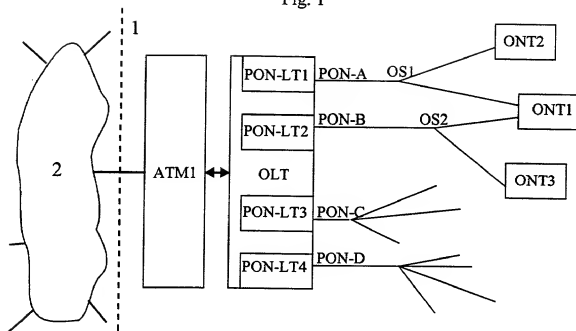 Fig. 1
1
ONT2
PON-LT1 PON-A OS1
ONT1
PON-LT2 PON-B OS2
2 ATM1 OLT
ONT3
PON-LT3 PON-C
PON-LT4 PON-D